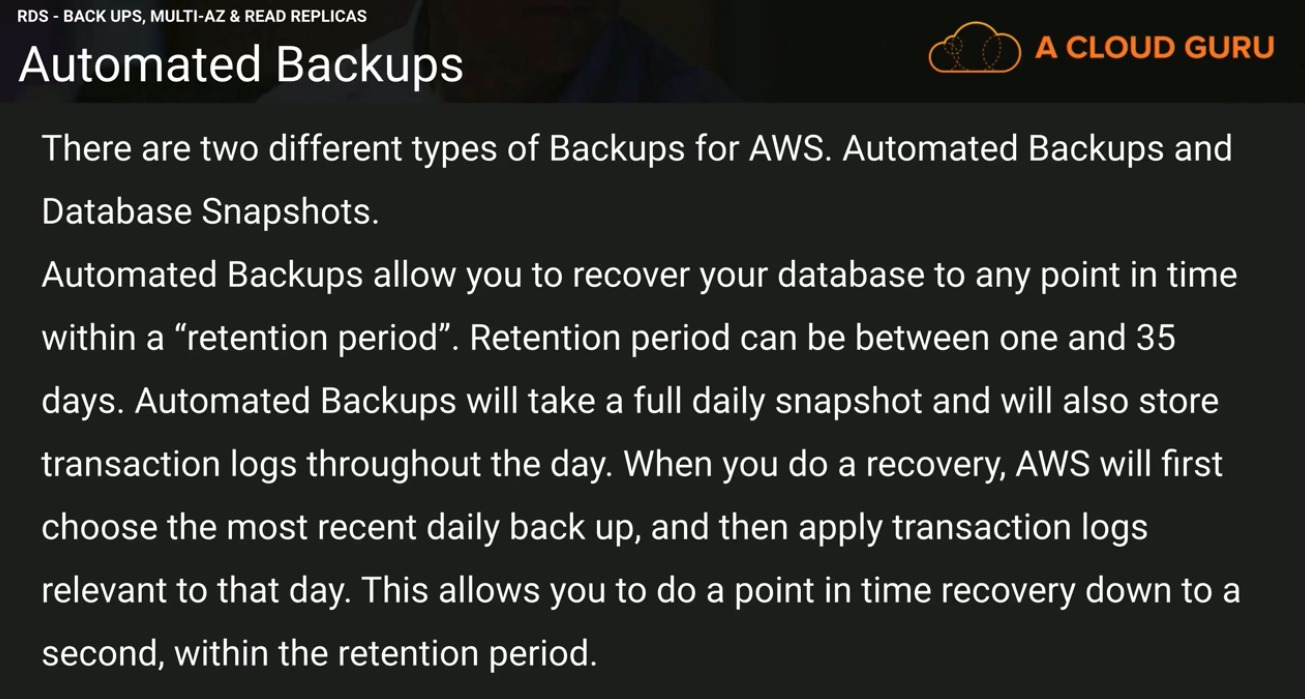 RDS - BACK UPS, MULTI-AZ & READ REPLICAS
Automated Backups
A CLOUD GURU
There are two different types of Backups for AWS. Automated Backups and
Database Snapshots.
Automated Backups allow you to recover your database to any point in time
within a “retention period”. Retention period can be between one and 35
days. Automated Backups will take a full daily snapshot and will also store
transaction logs throughout the day. When you do a recovery, AWS will first
choose the most recent daily back up, and then apply transaction logs
relevant to that day. This allows you to do a point in time recovery down to a
second, within the retention period.